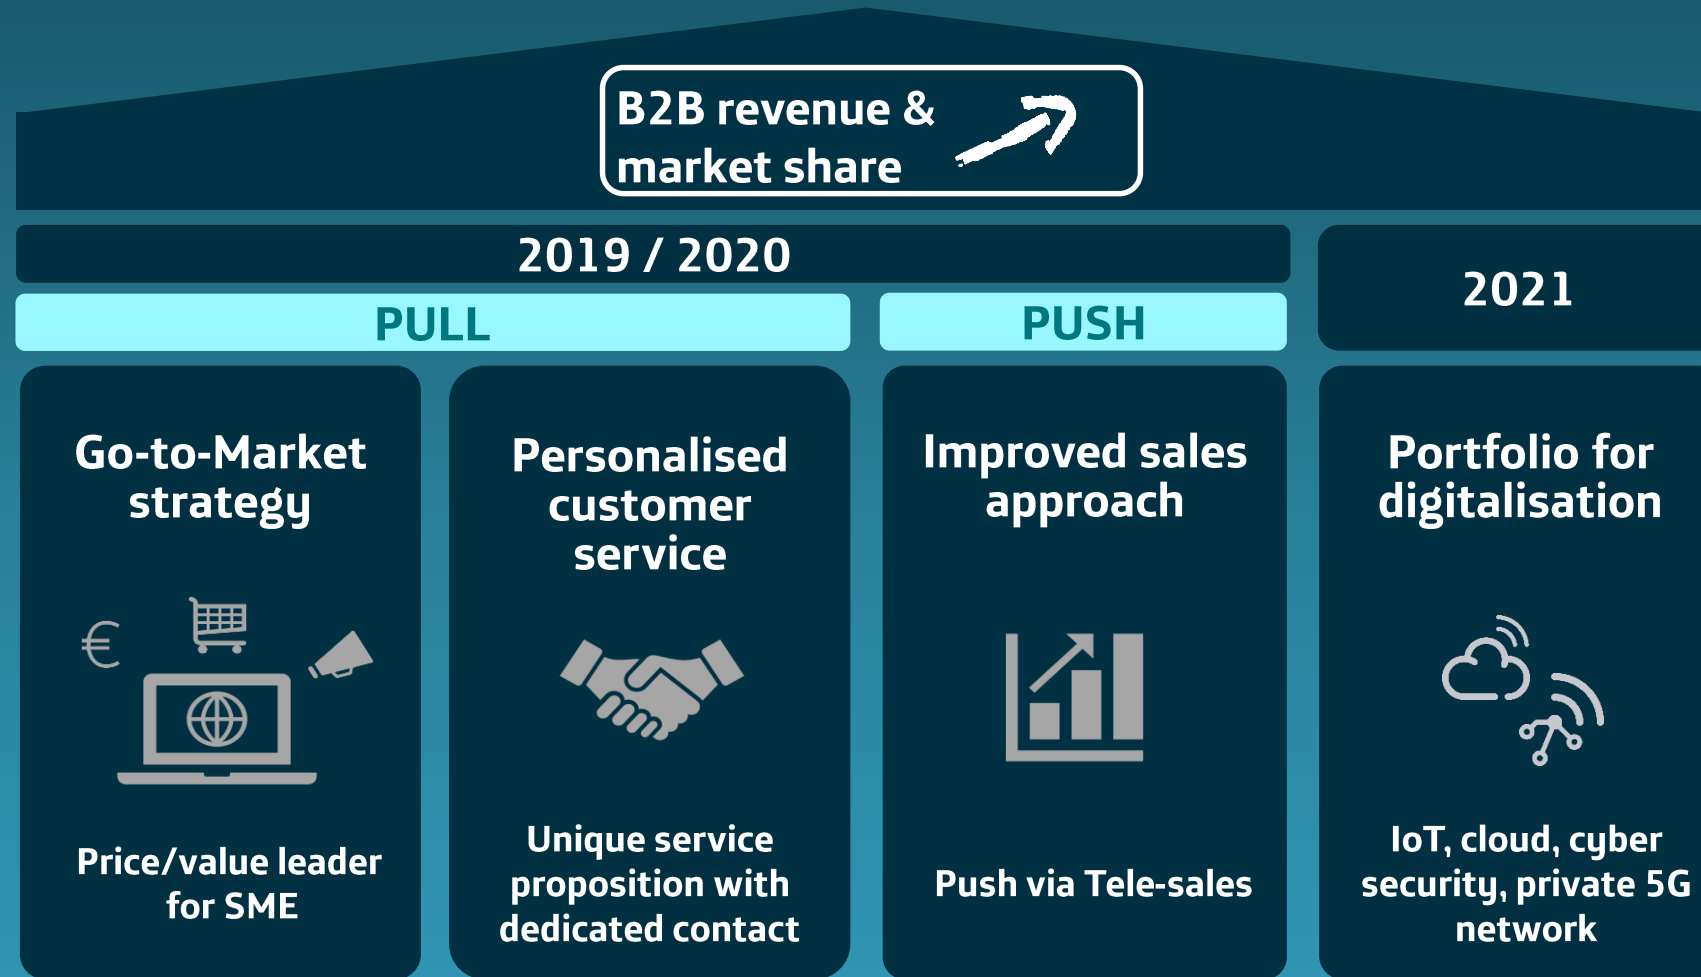 B2B revenue &
market share
2019 / 2020
2021
PULL
PUSH
Go-to-Market
strategy
Price/value leader
for SME
Personalised
customer
service
Unique service
proposition with
dedicated contact
Improved sales
approach
Push via Tele-sales
Portfolio for
digitalisation
IoT, cloud, cyber
security, private 5G
network